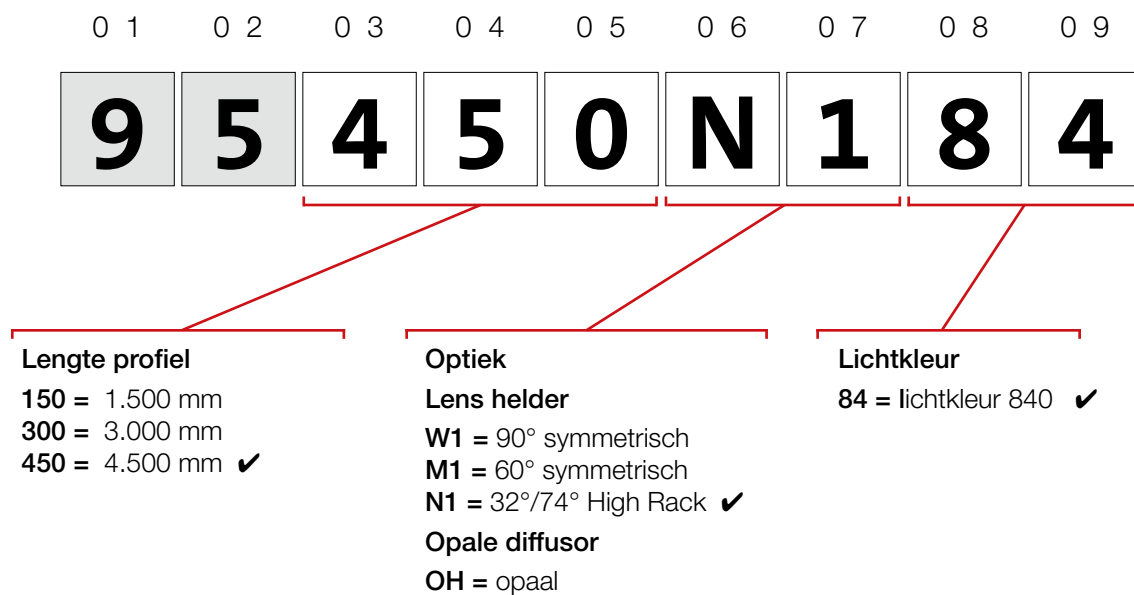 0 1 0 2 0 3 0 4 0 5 0 6 0 7 0 8 0 9
9 5 4 5 0 N 1 8 4
Lengte profiel
150 = 1.500 mm
300 = 3.000 mm
450 = 4.500 mm ✔
Optiek
Lens helder
W1 = 90° symmetrisch
M1 = 60° symmetrisch
N1 = 32°/74° High Rack ✔
Opale diffusor
OH = opaal
Lichtkleur
84 = lichtkleur 840 ✔